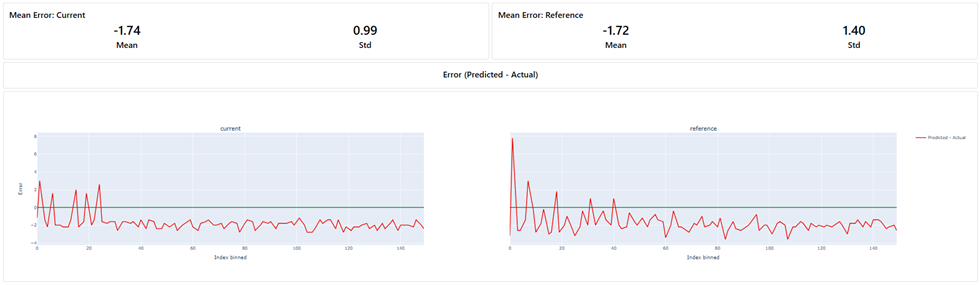 Mean Error: Current
-1.74
0.99
Mean
Std
Mean Error: Reference
-1.72
1.40
Mean
Std
Error (Predicted - Actual)
current
reference
Predicted - Actual
Error
8
6
4
2
0
−2
−4
0 20 40 60 80 100 120 140
0 20 40 60 80 100 120 140
Index binned
Index binned